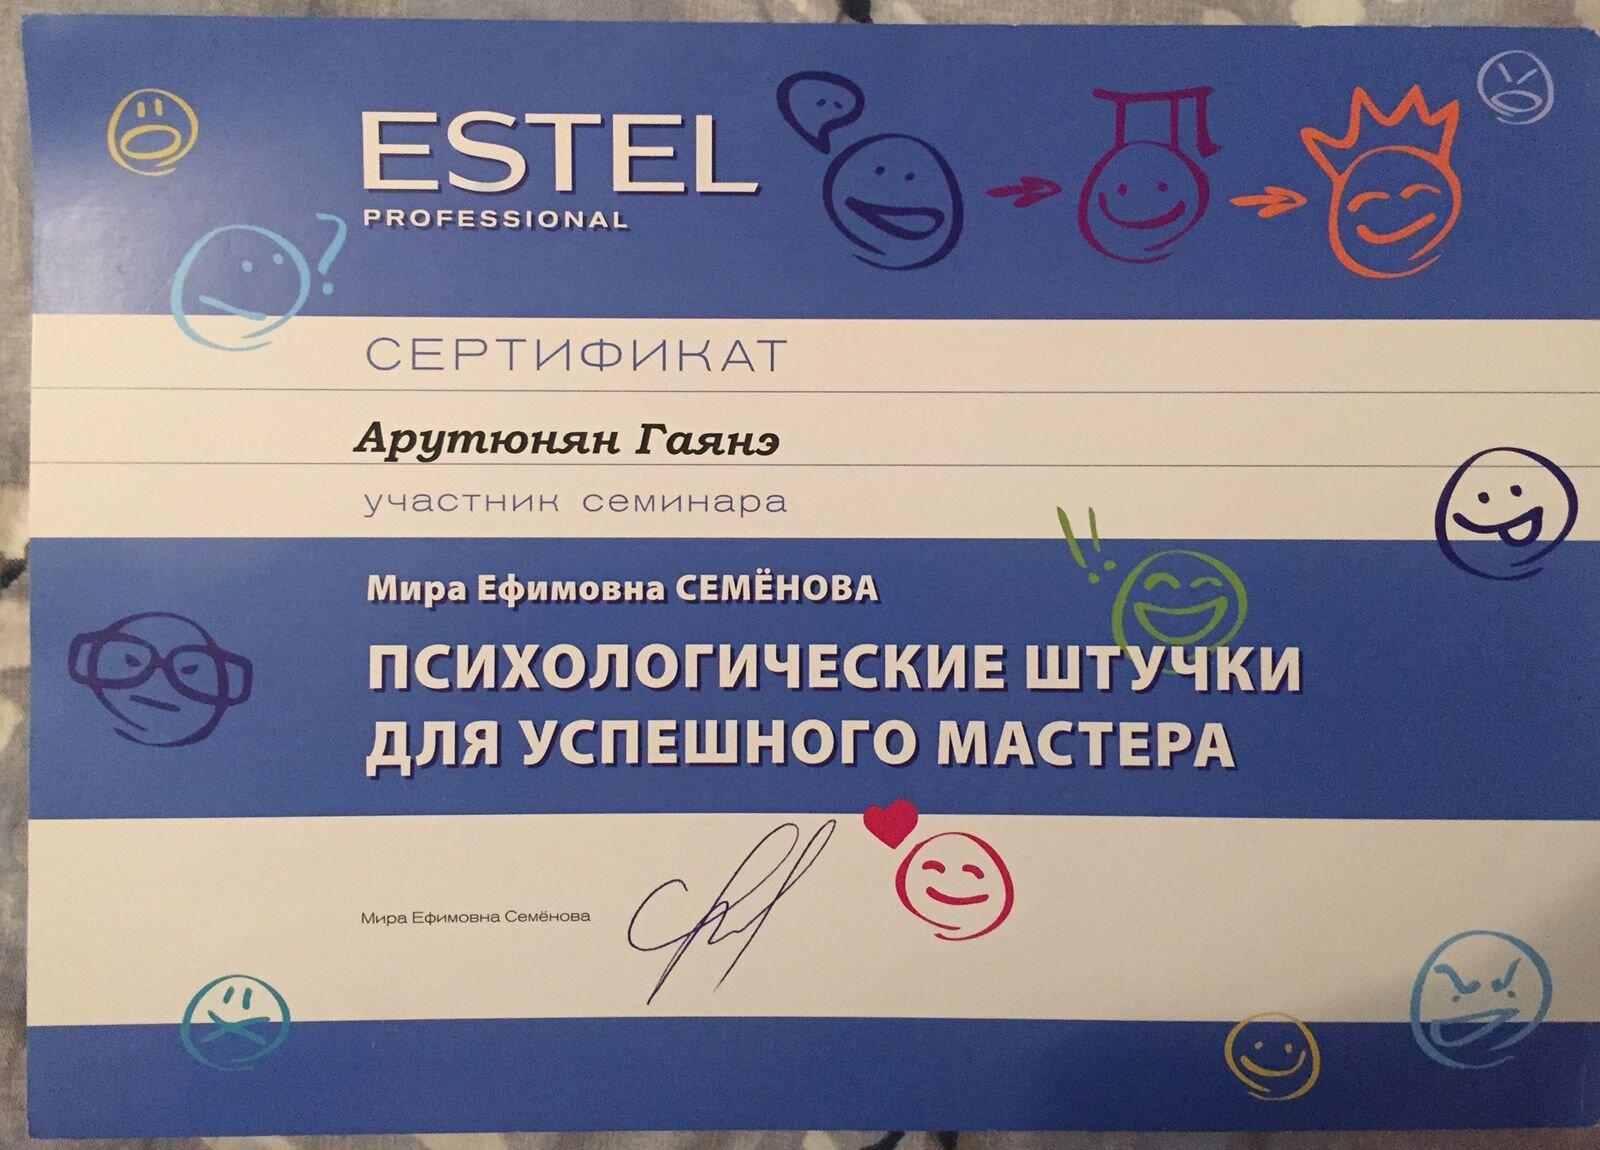 ESTEL
PROFESSIONAL
?
СЕРТИФИКАТ
Арутюнян Гаянэ
участник семинара
!!
Мира Ефимовна СЕМЁНОВА
ПСИХОЛОГИЧЕСКИЕ ШТУЧКИ
ДЛЯ УСПЕШНОГО МАСТЕРА
Мира Ефимовна Семёнова